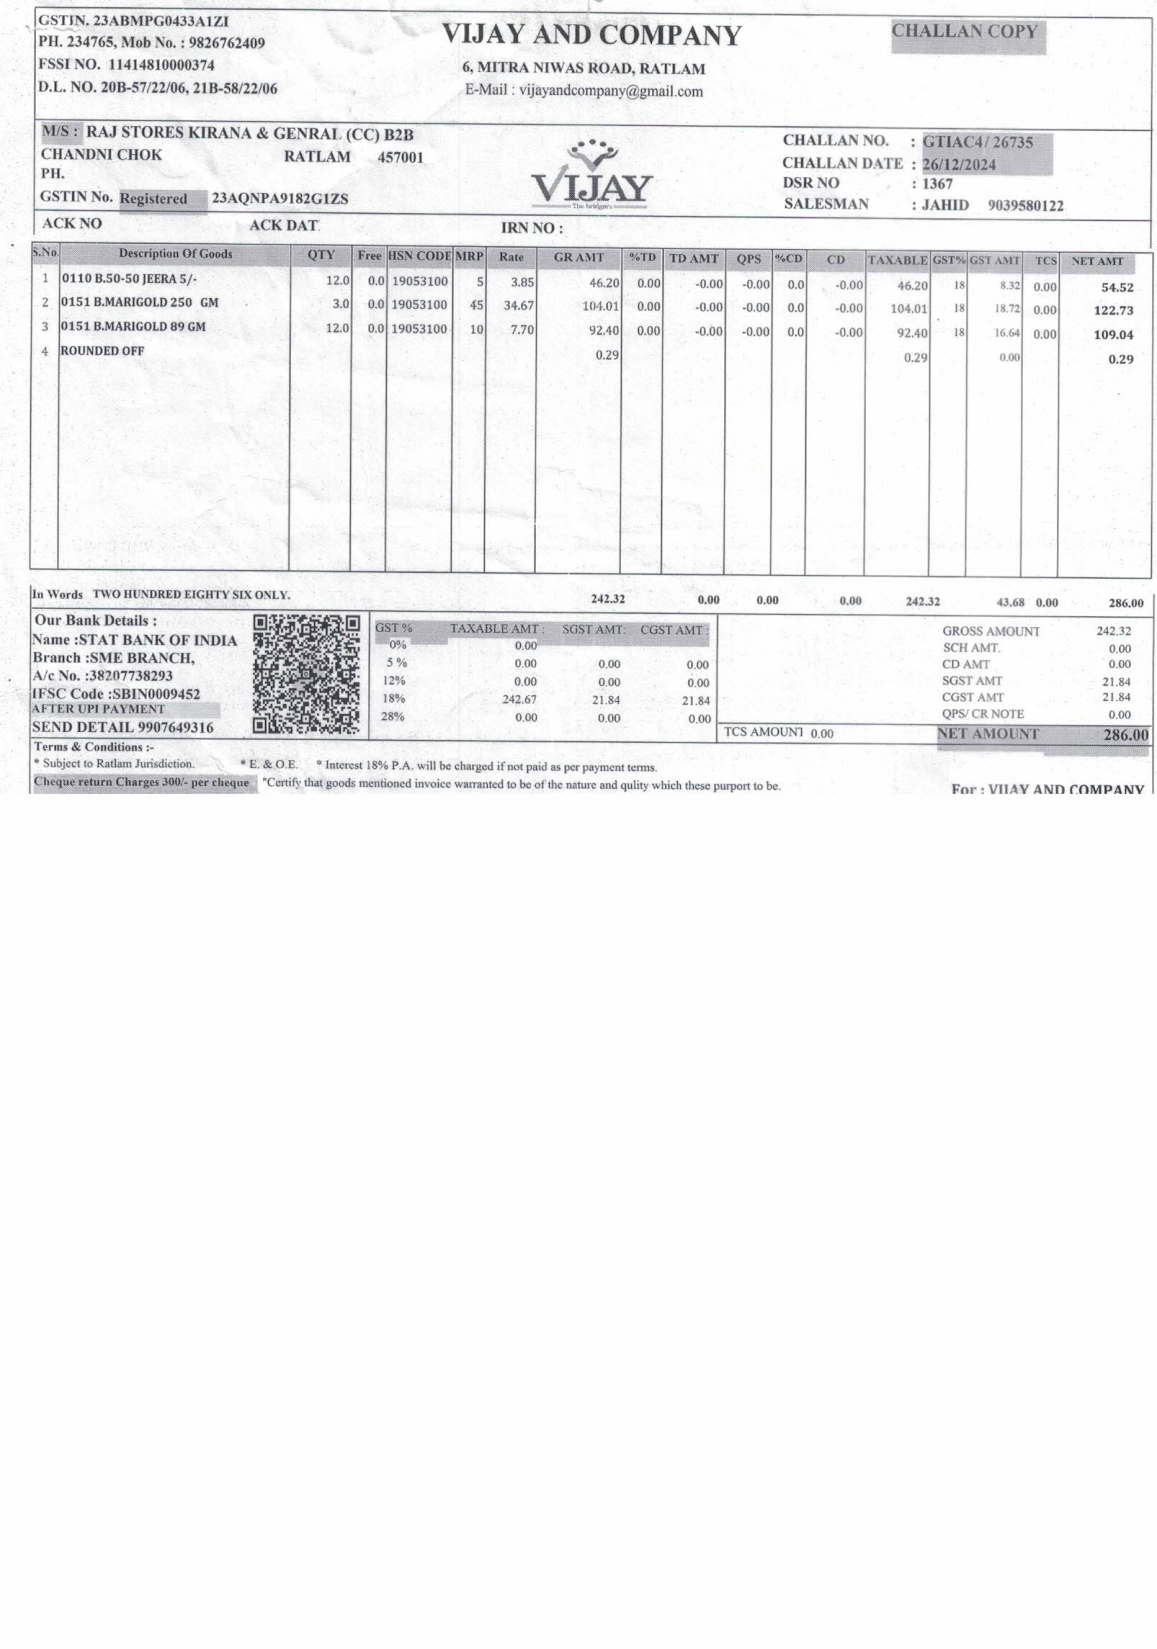 GSTIN. 23ABMPG0433A1ZI
PH. 234765, Mob No. : 9826762409
FSSI NO. 11414810000374
D.L. NO. 20B-57/22/06, 21B-58/22/06
VIJAY AND COMPANY
6, MITRA NIWAS ROAD, RATLAM
E-Mail : vijayandcompany@gmail.com
CHALLAN COPY
M/S : RAJ STORES KIRANA & GENRAL (CC) B2B
CHANDNI CHOK RATLAM 457001
PH.
GSTIN No. Registered 23AQNPA9182G1ZS
VIJAY
The bridgers
CHALLAN NO. : GTIAC4/ 26735
CHALLAN DATE : 26/12/2024
DSR NO : 1367
SALESMAN : JAHID 9039580122
ACK NO ACK DAT. IRN NO :
S.No. Description Of Goods QTY Free HSN CODE MRP Rate GR AMT %TD TD AMT QPS %CD CD TAXABLE GST% GST AMT TCS NET AMT
1 0110 B.50-50 JEERA 5/- 12.0 0.0 19053100 5 3.85 46.20 0.00 -0.00 -0.00 0.0 -0.00 46.20 18 8.32 0.00 54.52
2 0151 B.MARIGOLD 250 GM 3.0 0.0 19053100 45 34.67 104.01 0.00 -0.00 -0.00 0.0 -0.00 104.01 18 18.72 0.00 122.73
3 0151 B.MARIGOLD 89 GM 12.0 0.0 19053100 10 7.70 92.40 0.00 -0.00 -0.00 0.0 -0.00 92.40 18 16.64 0.00 109.04
4 ROUNDED OFF 0.29 0.29 0.00 0.29
In Words TWO HUNDRED EIGHTY SIX ONLY. 242.32 0.00 0.00 0.00 242.32 43.68 0.00 286.00
Our Bank Details :
Name :STAT BANK OF INDIA
Branch :SME BRANCH,
A/c No. :38207738293
IFSC Code :SBIN0009452
AFTER UPI PAYMENT
SEND DETAIL 9907649316
GST % TAXABLE AMT : SGST AMT: CGST AMT :
0% 0.00
5 % 0.00 0.00 0.00
12% 0.00 0.00 0.00
18% 242.67 21.84 21.84
28% 0.00 0.00 0.00
TCS AMOUNT 0.00
GROSS AMOUNT 242.32
SCH AMT. 0.00
CD AMT 0.00
SGST AMT 21.84
CGST AMT 21.84
QPS/ CR NOTE 0.00
NET AMOUNT 286.00
Terms & Conditions :-
* Subject to Ratlam Jurisdiction. * E. & O.E. * Interest 18% P.A. will be charged if not paid as per payment terms.
Cheque return Charges 300/- per cheque "Certify that goods mentioned invoice warranted to be of the nature and qulity which these purport to be.
For : VIJAY AND COMPANY